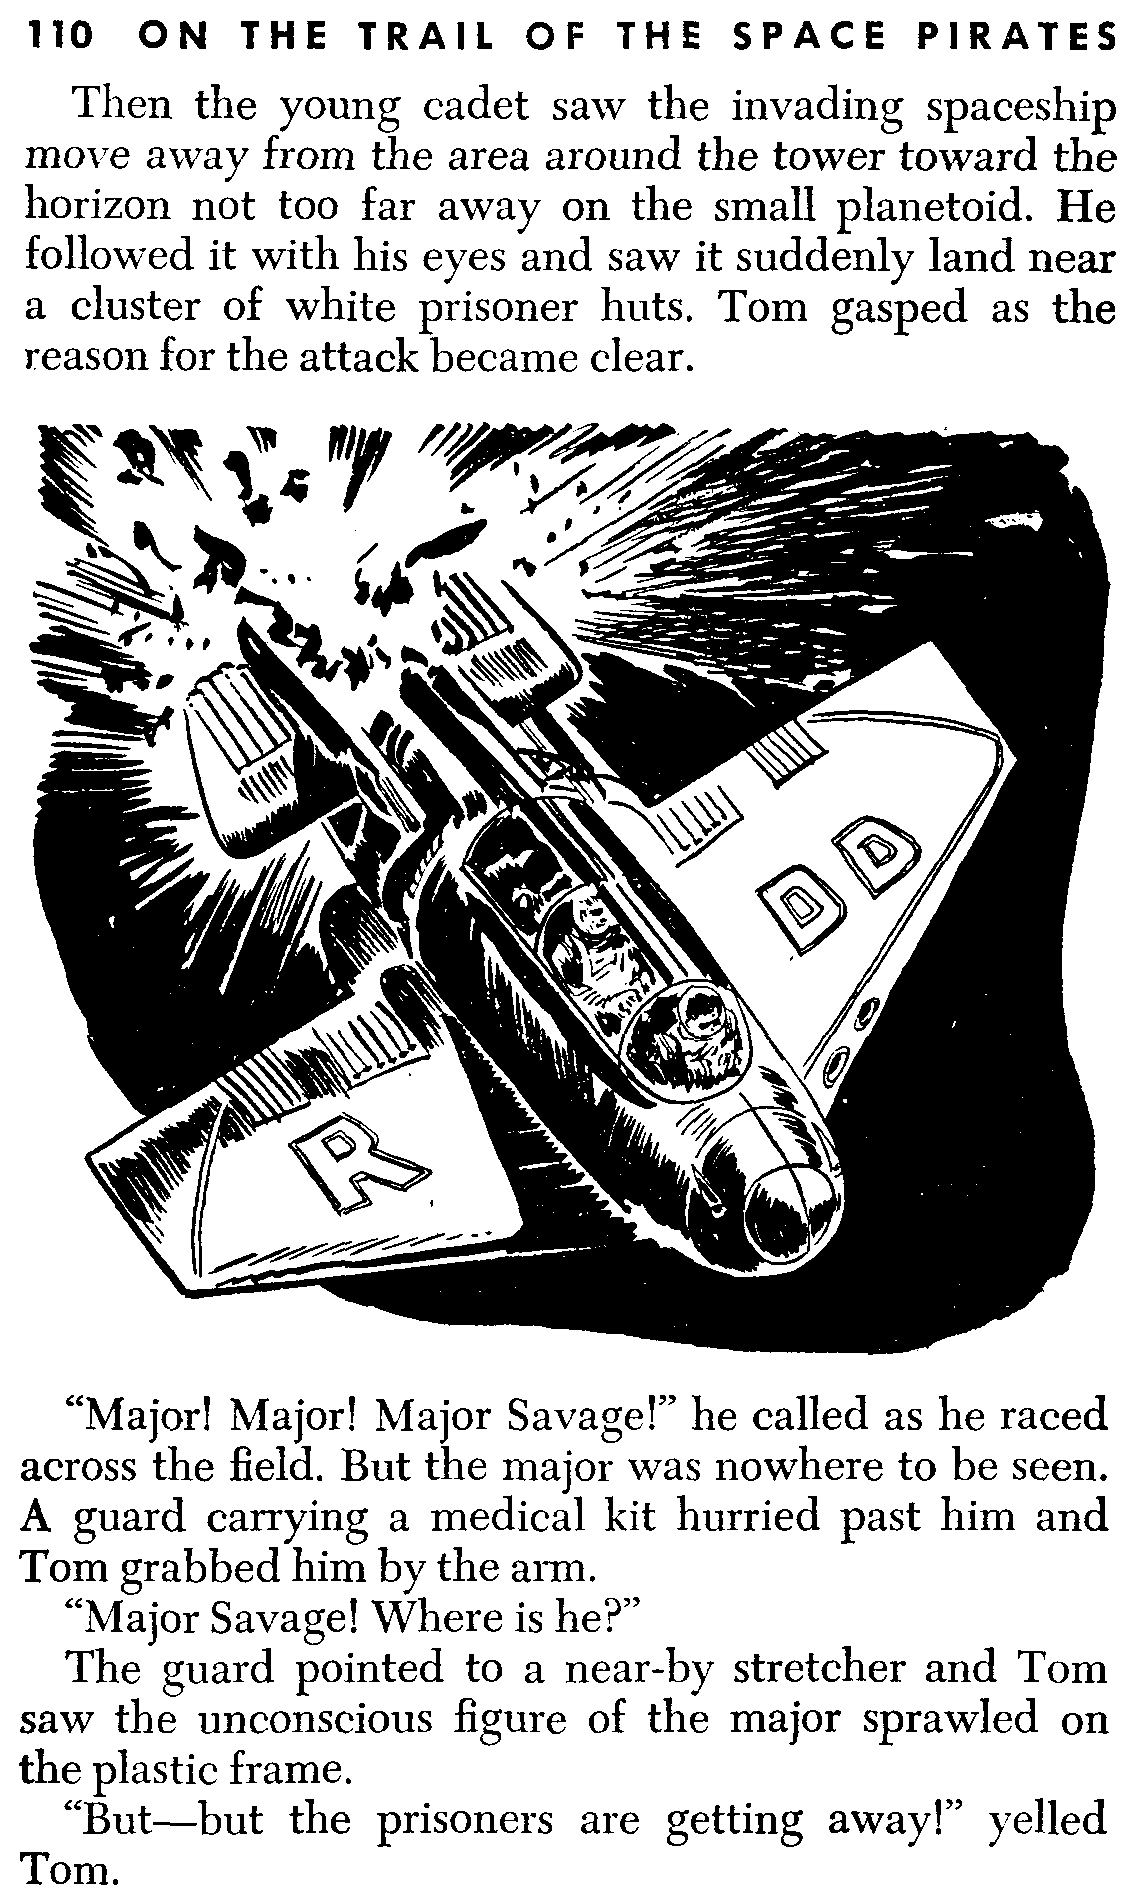 110 ON THE TRAIL OF THE SPACE PIRATES
Then the young cadet saw the invading spaceship
move away from the area around the tower toward the
horizon not too far away on the small planetoid. He
followed it with his eyes and saw it suddenly land near
a cluster of white prisoner huts. Tom gasped as the
reason for the attack became clear.
DD
R
“Major! Major! Major Savage!” he called as he raced
across the field. But the major was nowhere to be seen.
A guard carrying a medical kit hurried past him and
Tom grabbed him by the arm.
“Major Savage! Where is he?”
The guard pointed to a near-by stretcher and Tom
saw the unconscious figure of the major sprawled on
the plastic frame.
“But—but the prisoners are getting away!” yelled
Tom.